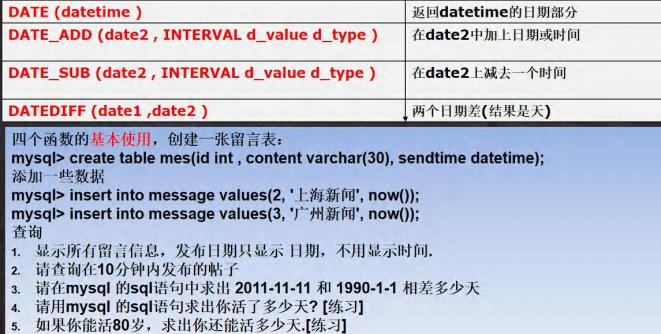 DATE (datetime ) 返回datetime的日期部分
DATE_ADD (date2 , INTERVAL d_value d_type ) 在date2中加上日期或时间
DATE_SUB (date2 , INTERVAL d_value d_type ) 在date2上减去一个时间
DATEDIFF (date1 ,date2 ) 两个日期差(结果是天)
四个函数的基本使用，创建一张留言表：
mysql> create table mes(id int , content varchar(30), sendtime datetime);
添加一些数据
mysql> insert into message values(2, '上海新闻', now());
mysql> insert into message values(3, '广州新闻', now());
查询
1. 显示所有留言信息，发布日期只显示 日期，不用显示时间.
2. 请查询在10分钟内发布的帖子
3. 请在mysql 的sql语句中求出 2011-11-11 和 1990-1-1 相差多少天
4. 请用mysql 的sql语句求出你活了多少天? [练习]
5. 如果你能活80岁，求出你还能活多少天.[练习]